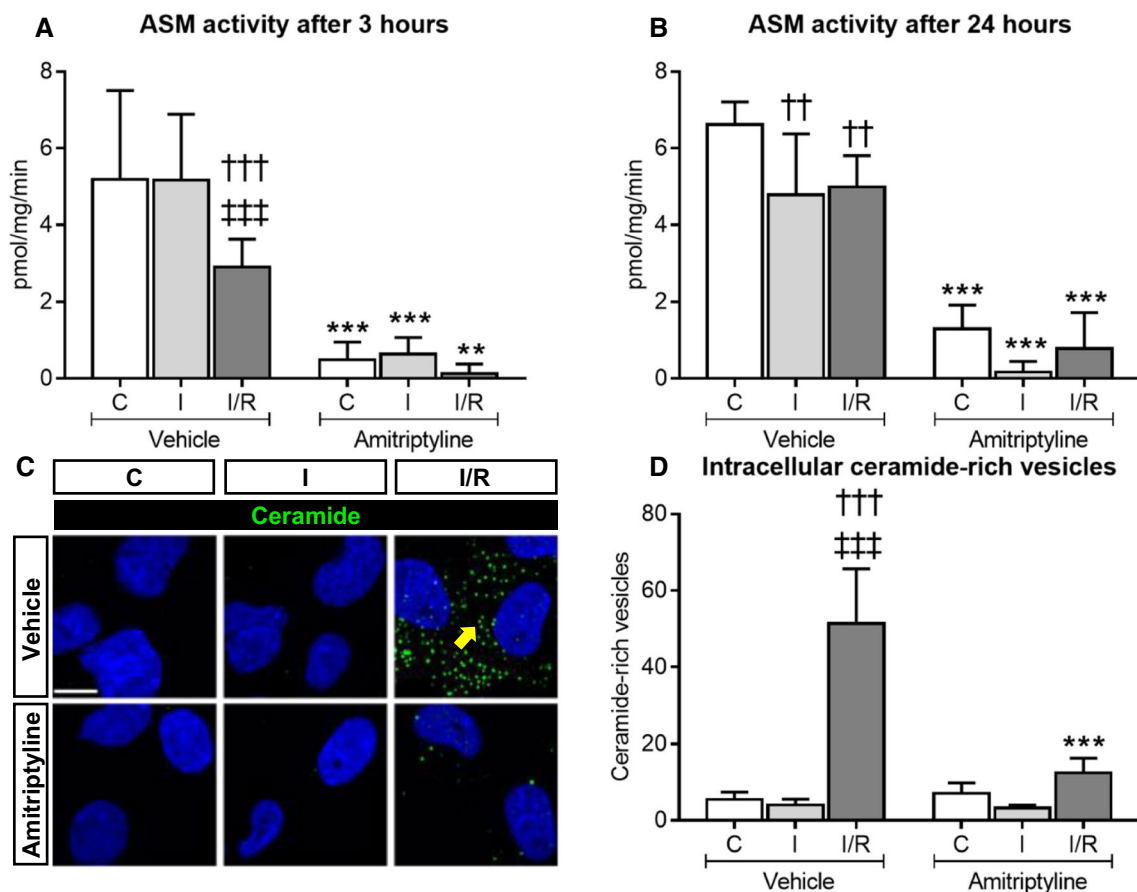 A ASM activity after 3 hours
8
6
4
2
0
pmol/mg/min
†††
‡‡‡
***
***
**
C I I/R C I I/R
Vehicle Amitriptyline
B ASM activity after 24 hours
8
6
4
2
0
pmol/mg/min
††
††
***
***
***
C I I/R C I I/R
Vehicle Amitriptyline
C
C I I/R
Ceramide
Vehicle
Amitriptyline
D Intracellular ceramide-rich vesicles
80
60
40
20
0
Ceramide-rich vesicles
†††
‡‡‡
***
C I I/R C I I/R
Vehicle Amitriptyline